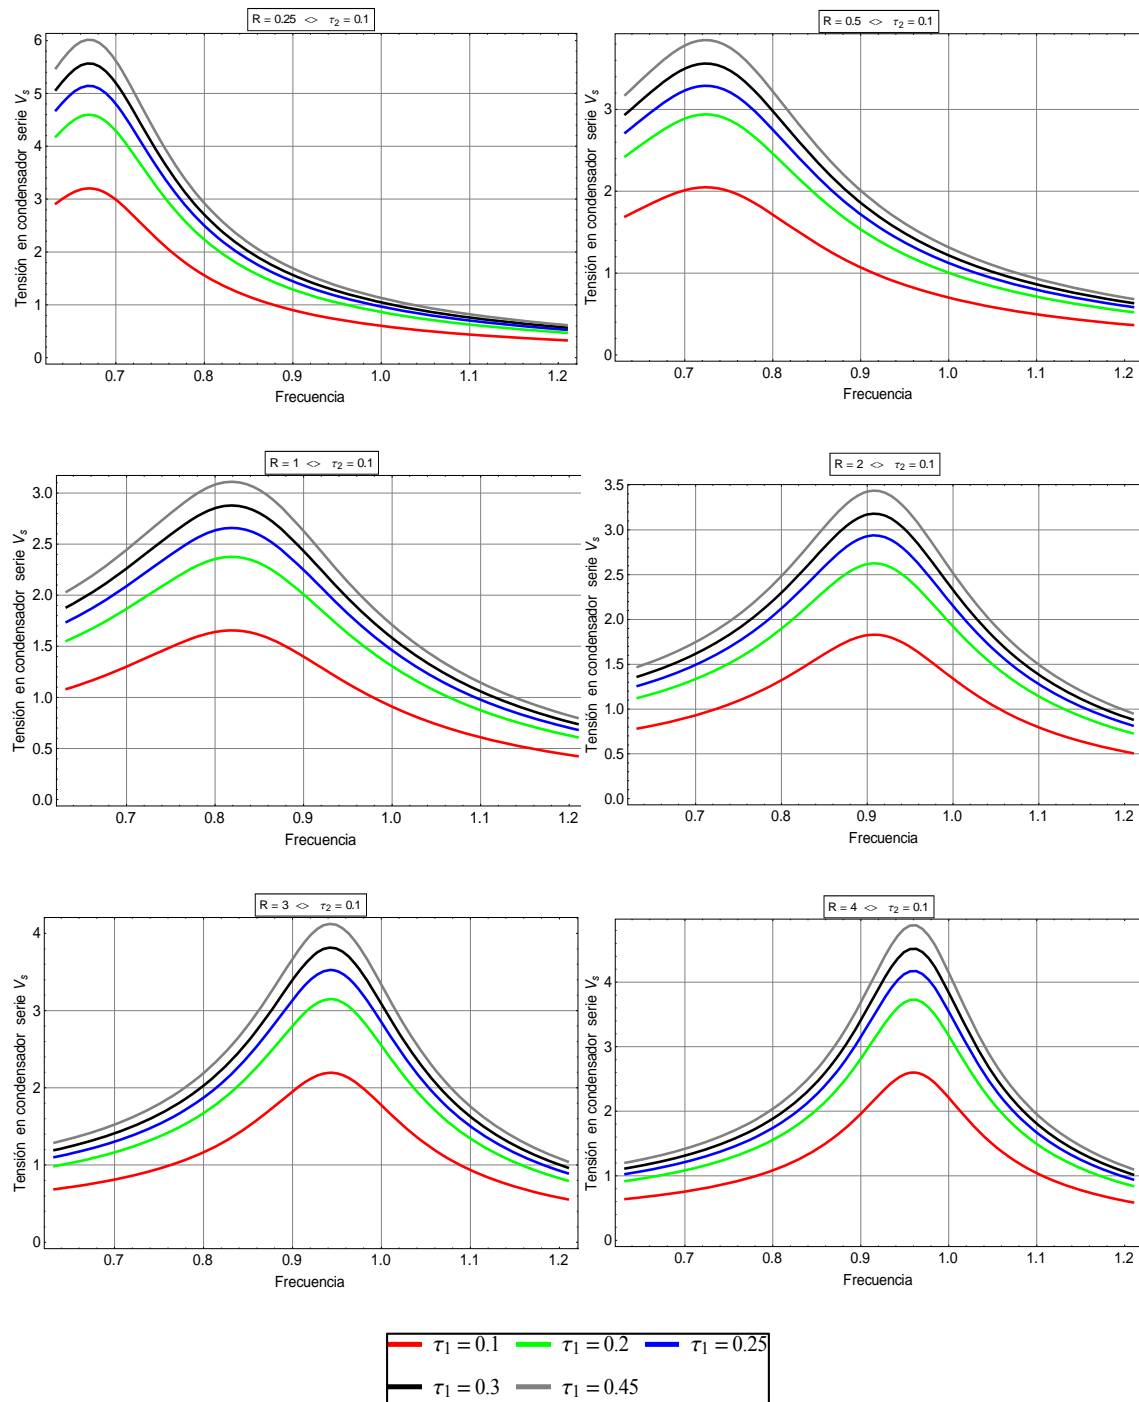 R = 0.25 <> τ2 = 0.1
Tensión en condensador serie Vs
6
5
4
3
2
1
0
0.7 0.8 0.9 1.0 1.1 1.2
Frecuencia
R = 0.5 <> τ2 = 0.1
Tensión en condensador serie Vs
3
2
1
0
0.7 0.8 0.9 1.0 1.1 1.2
Frecuencia
R = 1 <> τ2 = 0.1
Tensión en condensador serie Vs
3.0
2.5
2.0
1.5
1.0
0.5
0.0
0.7 0.8 0.9 1.0 1.1 1.2
Frecuencia
R = 2 <> τ2 = 0.1
Tensión en condensador serie Vs
3.5
3.0
2.5
2.0
1.5
1.0
0.5
0.0
0.7 0.8 0.9 1.0 1.1 1.2
Frecuencia
R = 3 <> τ2 = 0.1
Tensión en condensador serie Vs
4
3
2
1
0
0.7 0.8 0.9 1.0 1.1 1.2
Frecuencia
R = 4 <> τ2 = 0.1
Tensión en condensador serie Vs
4
3
2
1
0
0.7 0.8 0.9 1.0 1.1 1.2
Frecuencia
τ1 = 0.1 τ1 = 0.2 τ1 = 0.25
τ1 = 0.3 τ1 = 0.45